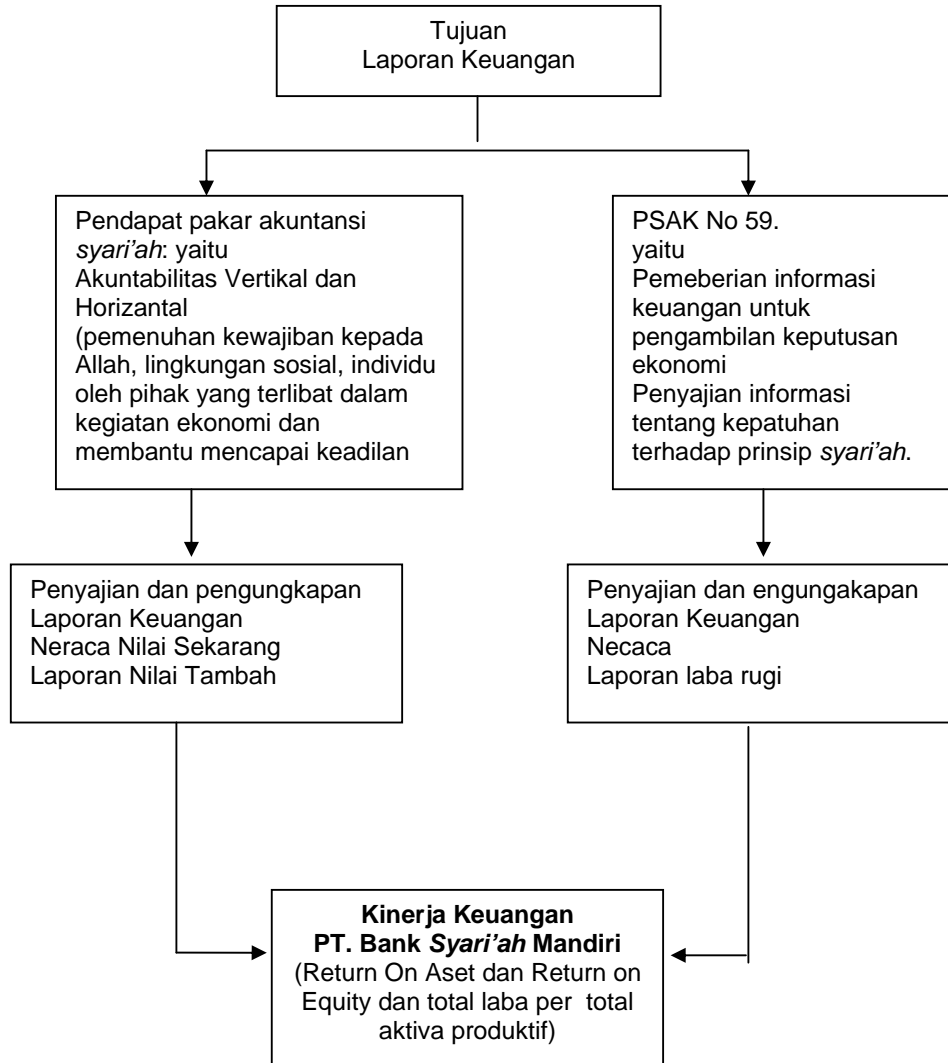 Tujuan
Laporan Keuangan
Pendapat pakar akuntansi
syari’ah: yaitu
Akuntabilitas Vertikal dan
Horizantal
(pemenuhan kewajiban kepada
Allah, lingkungan sosial, individu
oleh pihak yang terlibat dalam
kegiatan ekonomi dan
membantu mencapai keadilan
PSAK No 59.
yaitu
Pemeberian informasi
keuangan untuk
pengambilan keputusan
ekonomi
Penyajian informasi
tentang kepatuhan
terhadap prinsip syari’ah.
Penyajian dan pengungkapan
Laporan Keuangan
Neraca Nilai Sekarang
Laporan Nilai Tambah
Penyajian dan engungakapan
Laporan Keuangan
Necaca
Laporan laba rugi
Kinerja Keuangan
PT. Bank Syari’ah Mandiri
(Return On Aset dan Return on
Equity dan total laba per total
aktiva produktif)